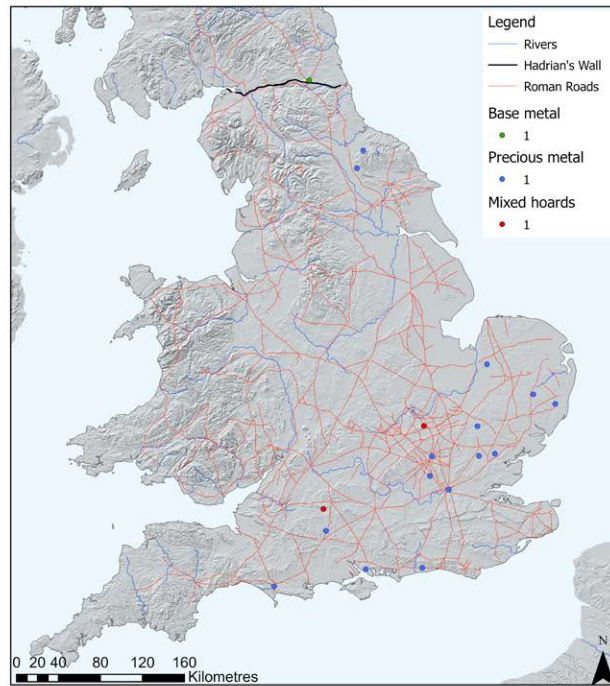 Legend
Rivers
Hadrian's Wall
Roman Roads
Base metal
1
Precious metal
1
Mixed hoards
1
N
0 20 40 80 120 160
Kilometres